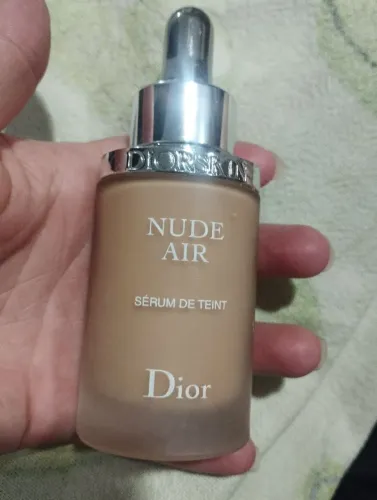 DIORSKIN
NUDE
AIR
SÉRUM DE TEINT
Dior